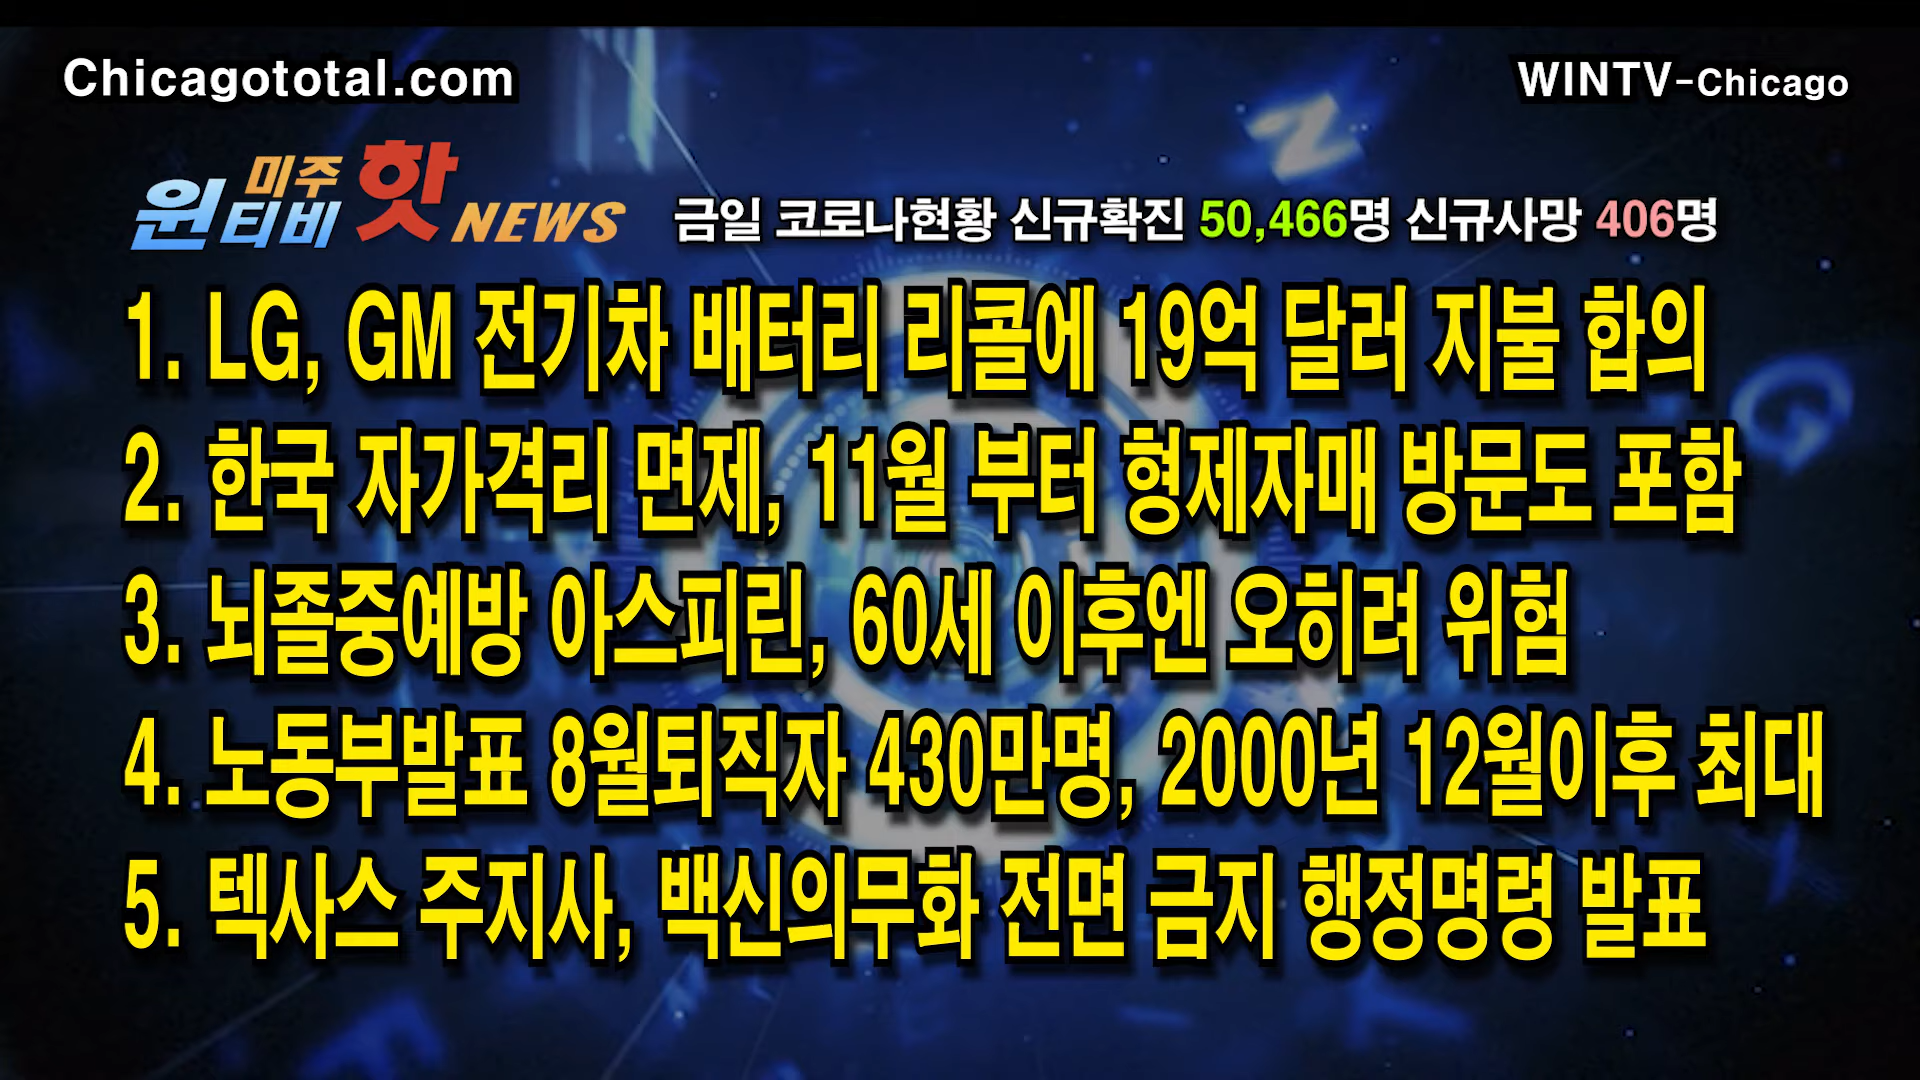 Chicagototal.com
WINTV-Chicago
미주
윈티비 핫 NEWS
금일 코로나현황 신규확진 50,466명 신규사망 406명
1. LG, GM 전기차 배터리 리콜에 19억 달러 지불 합의
2. 한국 자가격리 면제, 11월 부터 형제자매 방문도 포함
3. 뇌졸중예방 아스피린, 60세 이후엔 오히려 위험
4. 노동부발표 8월퇴직자 430만명, 2000년 12월이후 최대
5. 텍사스 주지사, 백신의무화 전면 금지 행정명령 발표